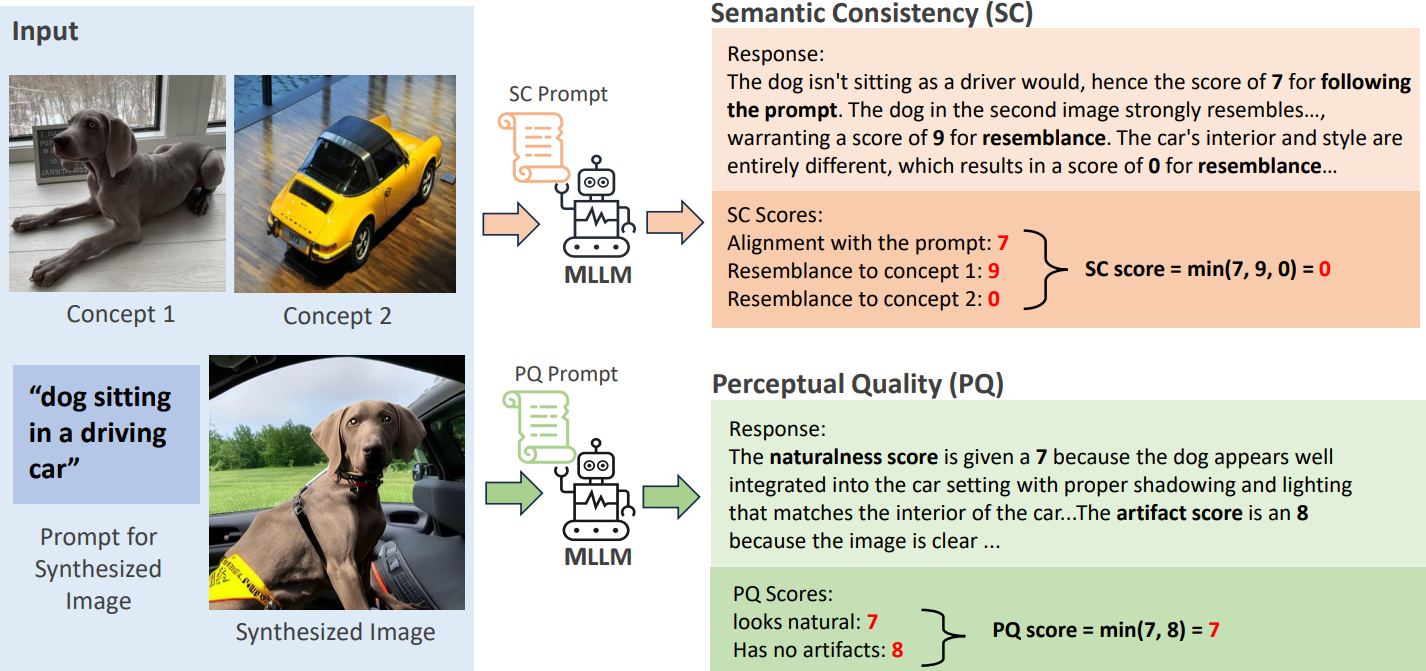 Input
Concept 1
Concept 2
“dog sitting
in a driving
car”
Prompt for
Synthesized
Image
Synthesized Image
SC Prompt
MLLM
PQ Prompt
MLLM
Semantic Consistency (SC)
Response:
The dog isn't sitting as a driver would, hence the score of 7 for following
the prompt. The dog in the second image strongly resembles…,
warranting a score of 9 for resemblance. The car's interior and style are
entirely different, which results in a score of 0 for resemblance…
SC Scores:
Alignment with the prompt: 7
Resemblance to concept 1: 9
Resemblance to concept 2: 0
SC score = min(7, 9, 0) = 0
Perceptual Quality (PQ)
Response:
The naturalness score is given a 7 because the dog appears well
integrated into the car setting with proper shadowing and lighting
that matches the interior of the car...The artifact score is an 8
because the image is clear ...
PQ Scores:
looks natural: 7
Has no artifacts: 8
PQ score = min(7, 8) = 7